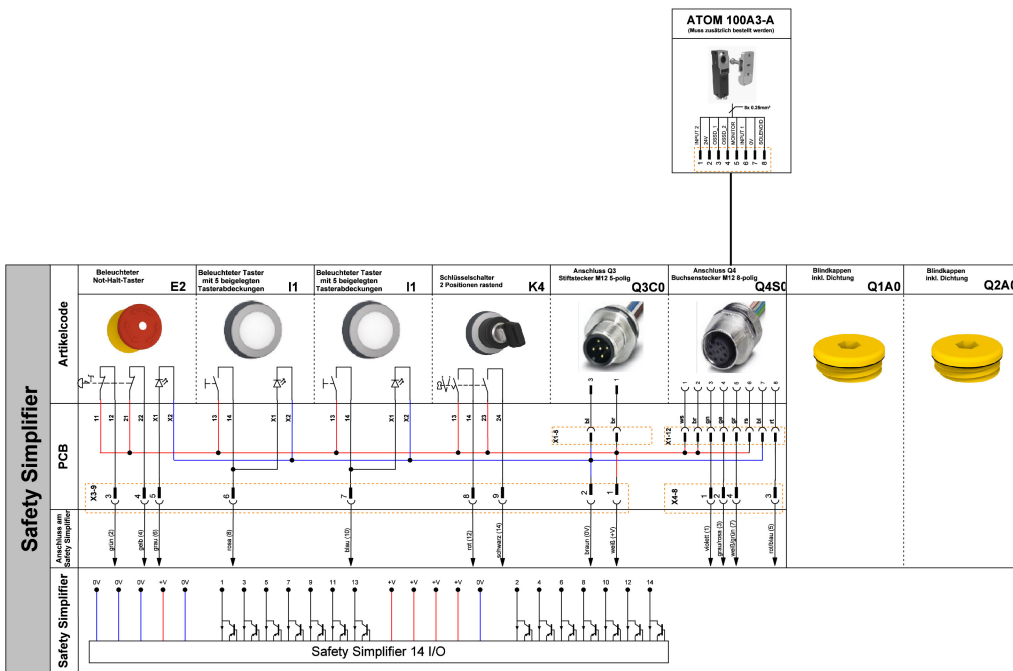 ATOM 100A3-A
(Muss zusätzlich bestellt werden)
8x 0.25mm²
INPUT 2
24V
OSSD_1
OSSD_2
MONITOR
INPUT 1
0V
SOLENOID
1 2 3 4 5 6 7 8
Safety Simplifier
Artikelcode
Beleuchteter
Not-Halt-Taster
E2
Beleuchteter Taster
mit 5 beigelegten
Tasterabdeckungen
I1
Beleuchteter Taster
mit 5 beigelegten
Tasterabdeckungen
I1
Schlüsselschalter
2 Positionen rastend
K4
Anschluss Q3
Stiftstecker M12 5-polig
Q3C0
Anschluss Q4
Buchsenstecker M12 8-polig
Q4S0
Blindkappen
inkl. Dichtung
Q1A0
Blindkappen
inkl. Dichtung
Q2A0
3 1
1 2 3 4 5 6 7 8
PCB
11 12 21 22 X1 X2
13 14 X1 X2
13 14 X1 X2
13 14 23 24
bl br
ws br gn ge gr rs bl rt
X1-5
X1-12
X3-9
3 4 5 6 7 8 9 2 1
X4-8
1 2 4 3
Anschluss am
Safety Simplifier
grün (2)
gelb (4)
grau (6)
rosa (8)
blau (10)
rot (12)
schwarz (14)
braun (0V)
weiß (+V)
violett (1)
grau/rosa (3)
weiß/grün (7)
rot/blau (5)
Safety Simplifier
0V 0V 0V +V 0V 1 3 5 7 9 11 13 +V +V +V +V 0V 2 4 6 8 10 12 14
Safety Simplifier 14 I/O